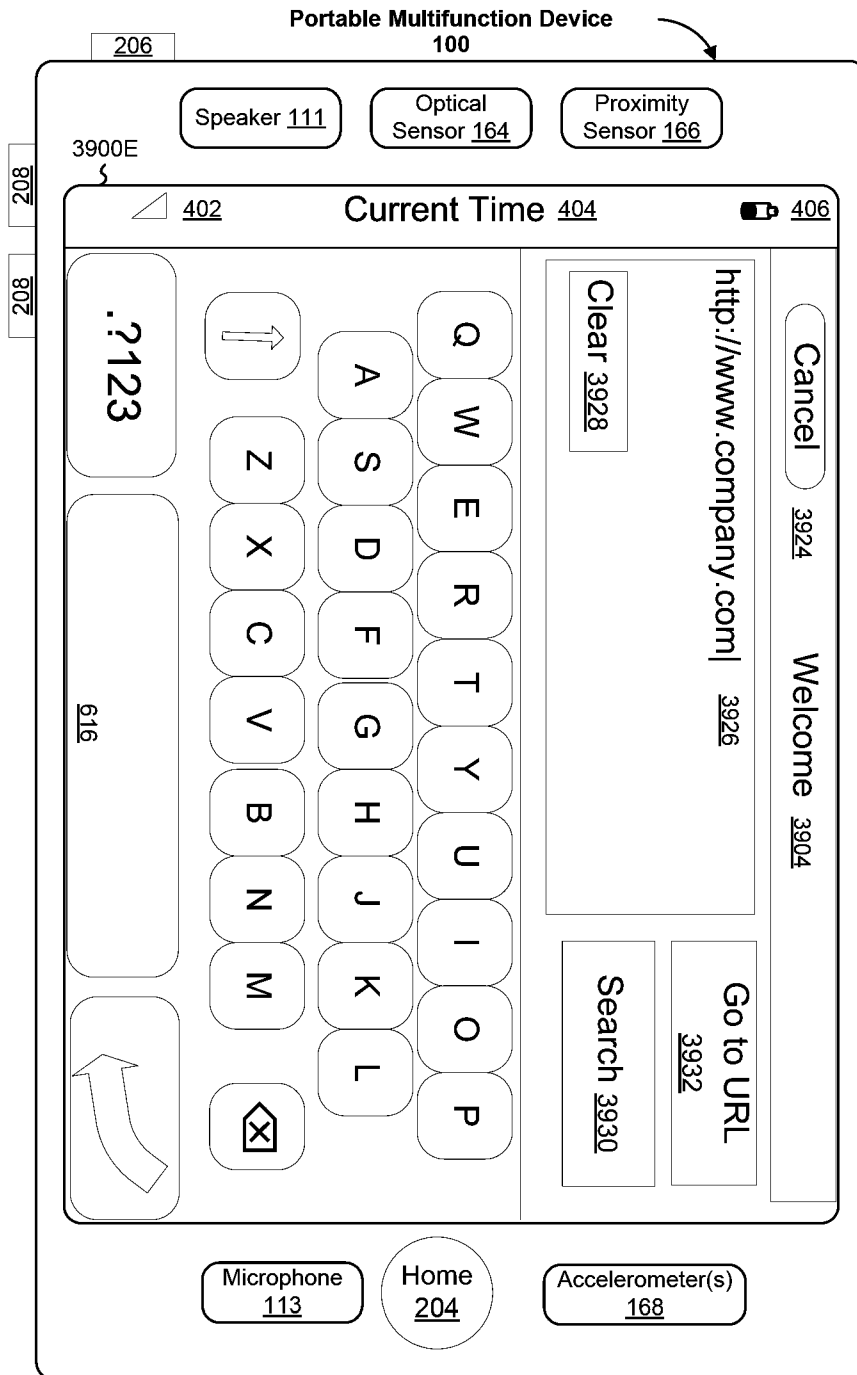 Portable Multifunction Device
100
206
Speaker 111
Optical
Sensor 164
Proximity
Sensor 166
208
208
3900E
402
Current Time 404
406
Cancel 3924
Welcome 3904
http://www.company.com| 3926
Clear 3928
Go to URL
3932
Search 3930
Q W E R T Y U I O P
A S D F G H J K L
Z X C V B N M
.?123
616
Microphone
113
Home
204
Accelerometer(s)
168